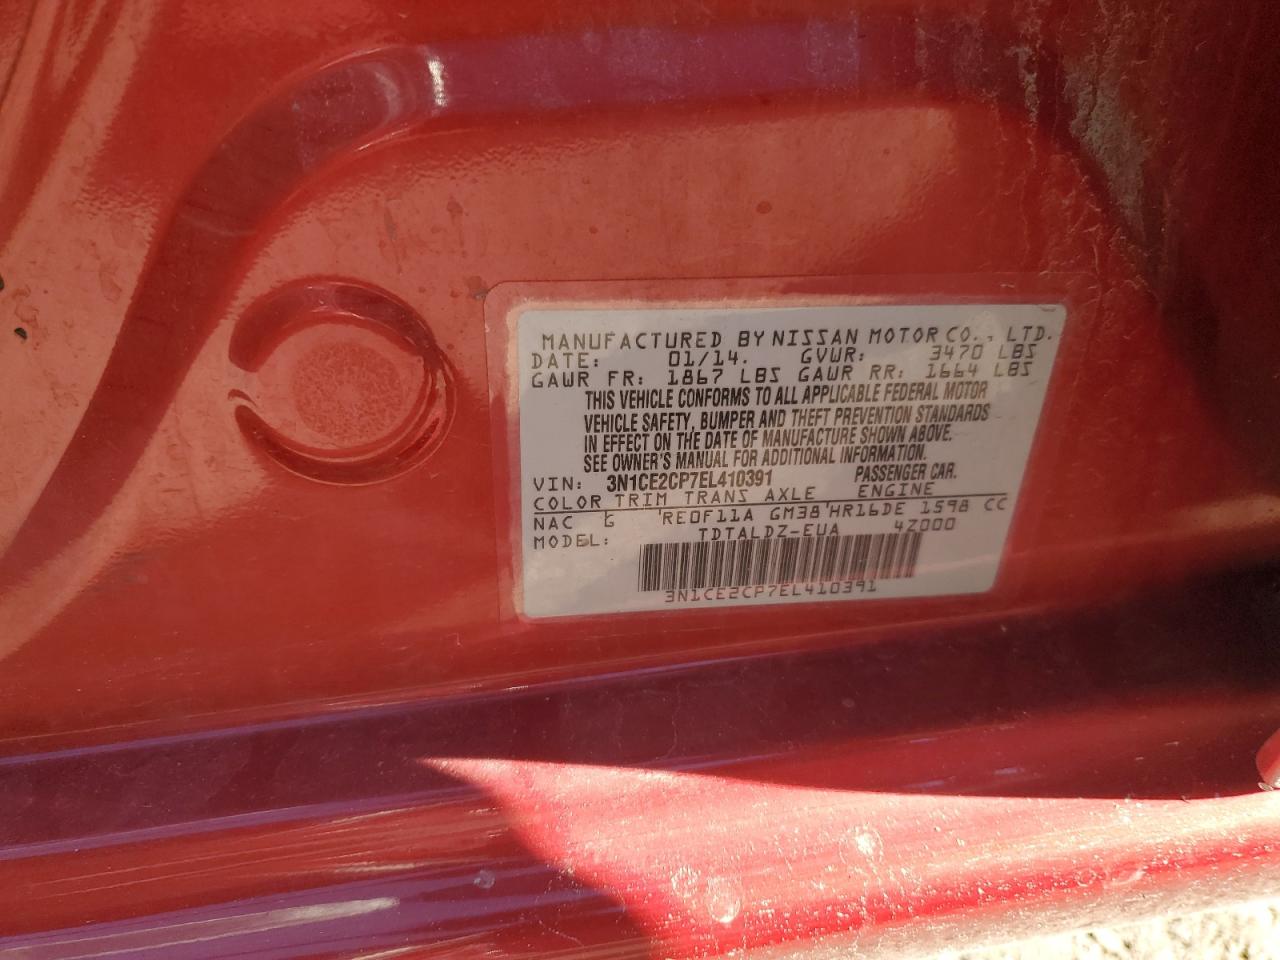 MANUFACTURED BY NISSAN MOTOR CO., LTD.
DATE: 01/14. GVWR: 3470 LBS
GAWR FR: 1867 LBS GAWR RR: 1664 LBS
THIS VEHICLE CONFORMS TO ALL APPLICABLE FEDERAL MOTOR
VEHICLE SAFETY, BUMPER AND THEFT PREVENTION STANDARDS
IN EFFECT ON THE DATE OF MANUFACTURE SHOWN ABOVE.
SEE OWNER'S MANUAL FOR ADDITIONAL INFORMATION.
VIN: 3N1CE2CP7EL410391 PASSENGER CAR.
COLOR TRIM TRANS AXLE ENGINE
NAC G RE0F11A GM38 HR16DE 1598 CC
MODEL: TDTALDZ-EUA 4Z000
3N1CE2CP7EL410391